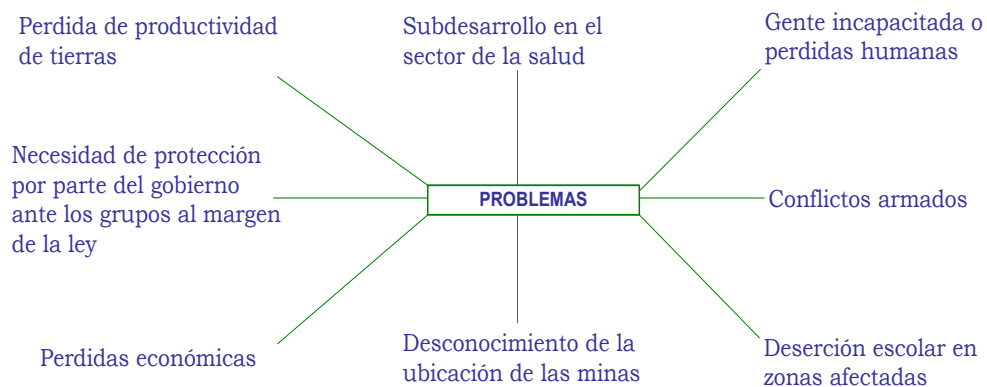 Perdida de productividad
de tierras
Subdesarrollo en el
sector de la salud
Gente incapacitada o
perdidas humanas
Necesidad de protección
por parte del gobierno
ante los grupos al margen
de la ley
PROBLEMAS
Conflictos armados
Perdidas económicas
Desconocimiento de la
ubicación de las minas
Deserción escolar en
zonas afectadas